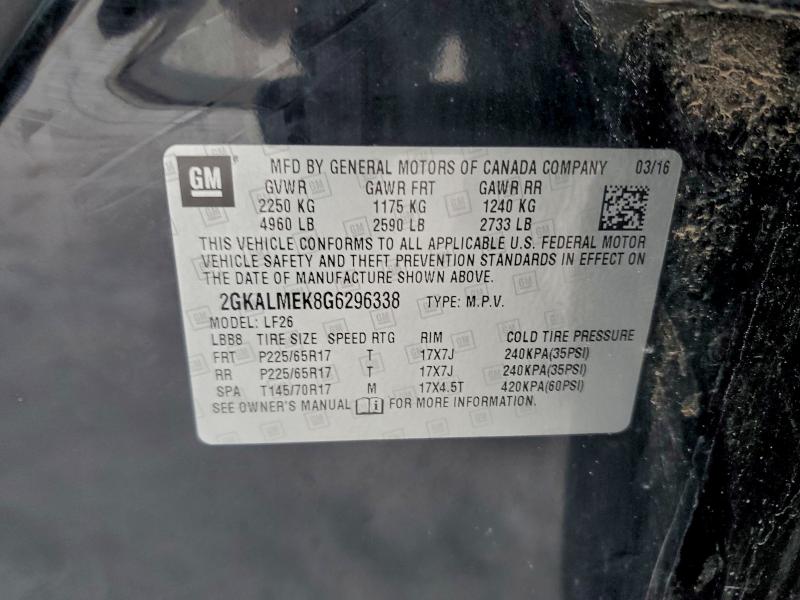 GM
MFD BY GENERAL MOTORS OF CANADA COMPANY 03/16
GVWR GAWR FRT GAWR RR
2250 KG 1175 KG 1240 KG
4960 LB 2590 LB 2733 LB
THIS VEHICLE CONFORMS TO ALL APPLICABLE U.S. FEDERAL MOTOR
VEHICLE SAFETY AND THEFT PREVENTION STANDARDS IN EFFECT ON
THE DATE OF MANUFACTURE SHOWN ABOVE.
2GKALMEK8G6296338 TYPE: M.P.V.
MODEL: LF26
LBB8 TIRE SIZE SPEED RTG RIM COLD TIRE PRESSURE
FRT P225/65R17 T 17X7J 240KPA(35PSI)
RR P225/65R17 T 17X7J 240KPA(35PSI)
SPA T145/70R17 M 17X4.5T 420KPA(60PSI)
SEE OWNER'S MANUAL FOR MORE INFORMATION.